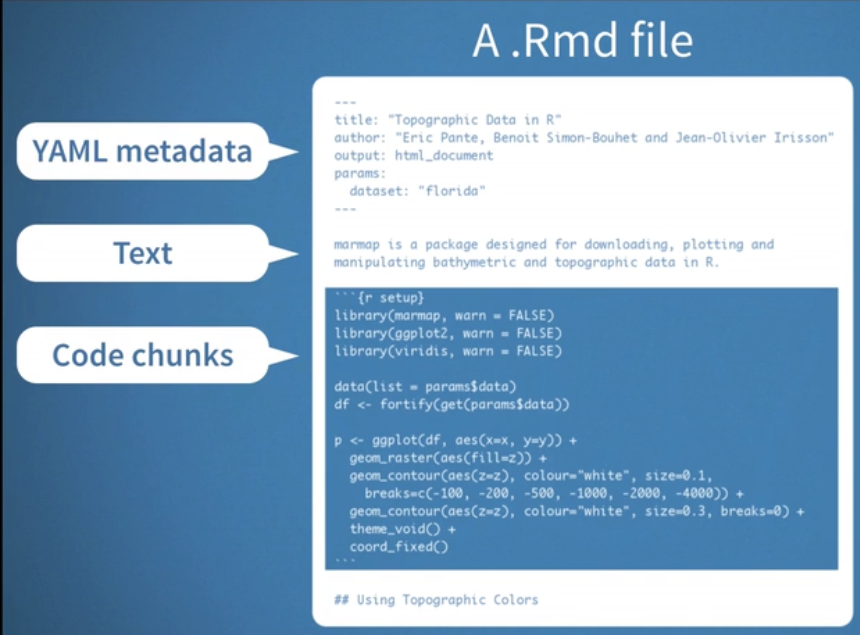 A .Rmd file
YAML metadata
Text
Code chunks
---
title: "Topographic Data in R"
author: "Eric Pante, Benoit Simon-Bouhet and Jean-Olivier Irisson"
output: html_document
params:
  dataset: "florida"
---
marmap is a package designed for downloading, plotting and
manipulating bathymetric and topographic data in R.
```{r setup}
library(marmap, warn = FALSE)
library(ggplot2, warn = FALSE)
library(viridis, warn = FALSE)
data(list = params$data)
df <- fortify(get(params$data))
p <- ggplot(df, aes(x=x, y=y)) +
  geom_raster(aes(fill=z)) +
  geom_contour(aes(z=z), colour="white", size=0.1,
    breaks=c(-100, -200, -500, -1000, -2000, -4000)) +
  geom_contour(aes(z=z), colour="white", size=0.3, breaks=0) +
  theme_void() +
  coord_fixed()
```
## Using Topographic Colors